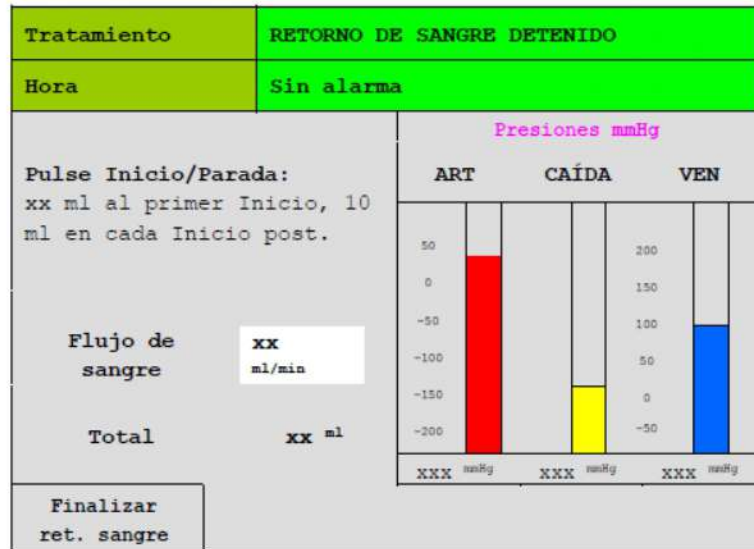 Tratamiento
RETORNO DE SANGRE DETENIDO
Hora
Sin alarma
Pulse Inicio/Parada:
xx ml al primer Inicio, 10
ml en cada Inicio post.
Flujo de
sangre
xx
ml/min
Total
xx ml
Finalizar
ret. sangre
Presiones mmHg
ART
CAÍDA
VEN
50
0
-50
-100
-150
-200
200
150
100
50
0
-50
xxx mmHg
xxx mmHg
xxx mmHg